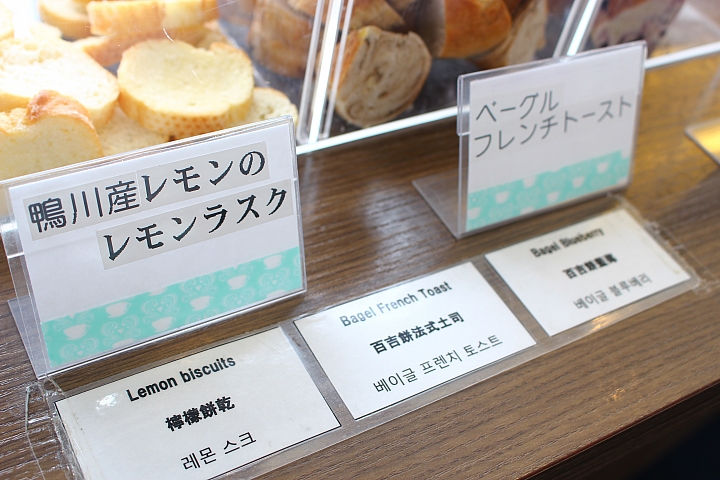 鴨川産レモンの
レモンラスク
ベーグル
フレンチトースト
Lemon biscuits
檸檬餅乾
레몬 스크
Bagel French Toast
百吉餅法式土司
베이글 프렌치 토스트
Bagel Blueberry
百吉餅藍莓
베이글 블루베리